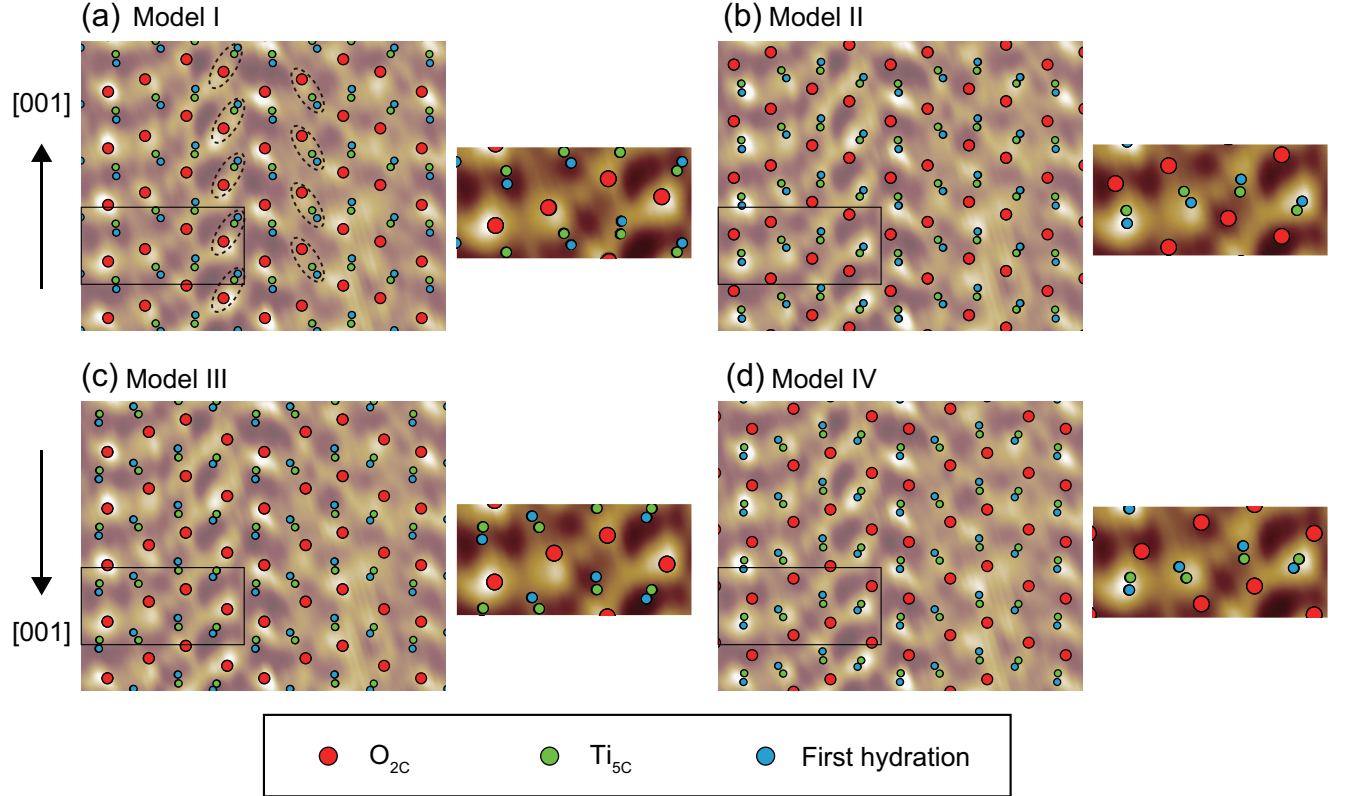 (a) Model I
(b) Model II
[001]
(c) Model III
(d) Model IV
[001]
O2C
Ti5C
First hydration